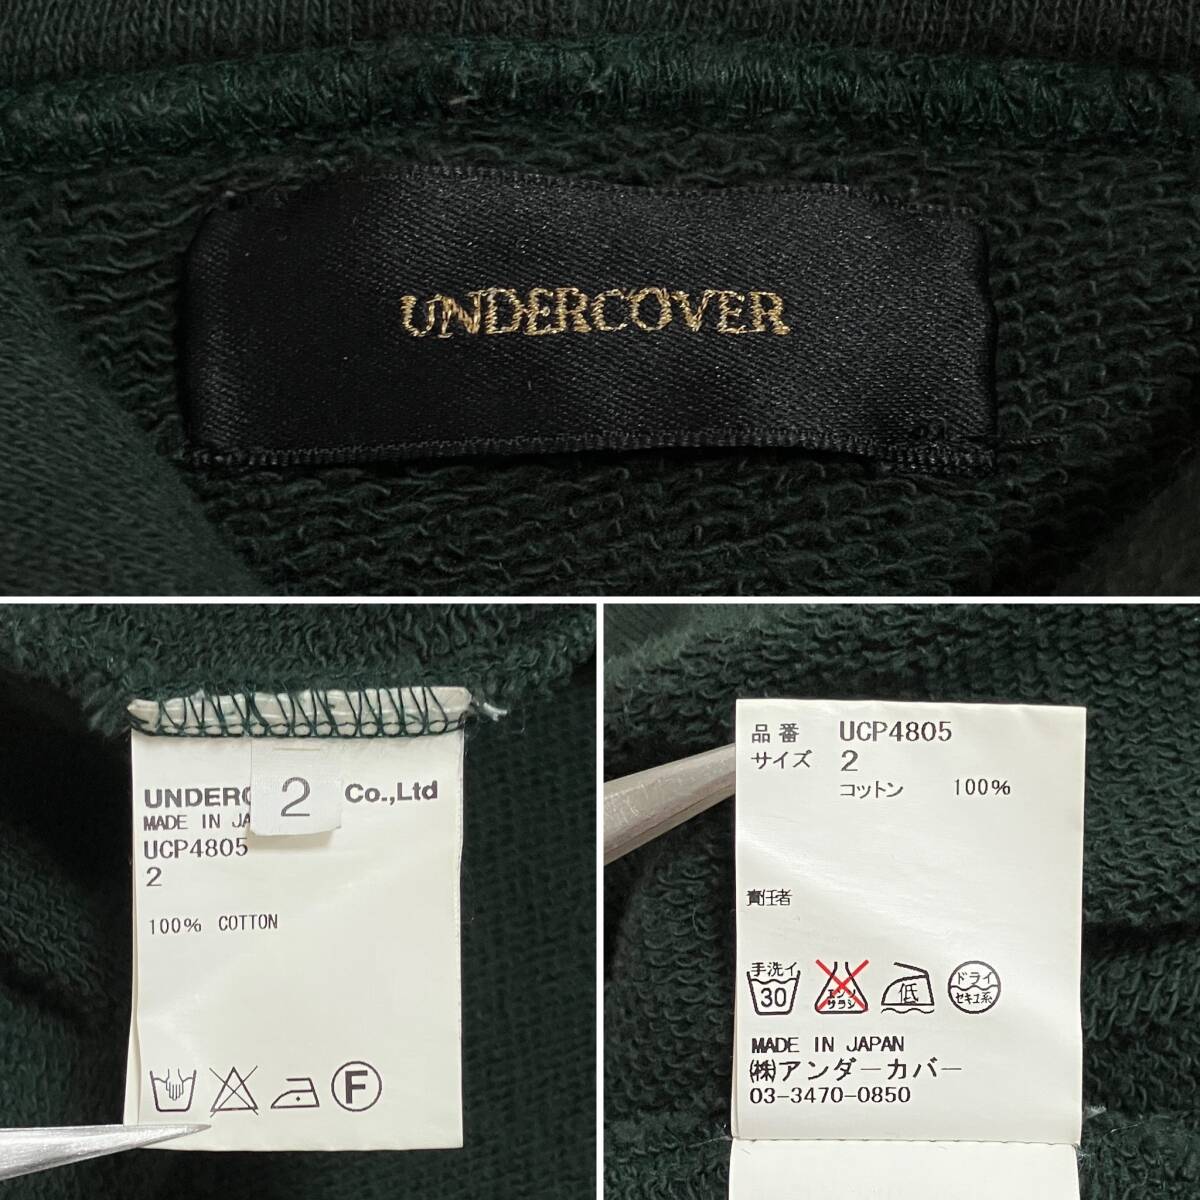 UNDERCOVER
2
UNDERC Co.,Ltd
MADE IN JA
UCP4805
2
100% COTTON
F
品番 UCP4805
サイズ 2
コットン 100%
責任者
手洗イ
30
エンソ
サラシ
低
ドライ
セキユ系
MADE IN JAPAN
㈱アンダーカバー
03-3470-0850